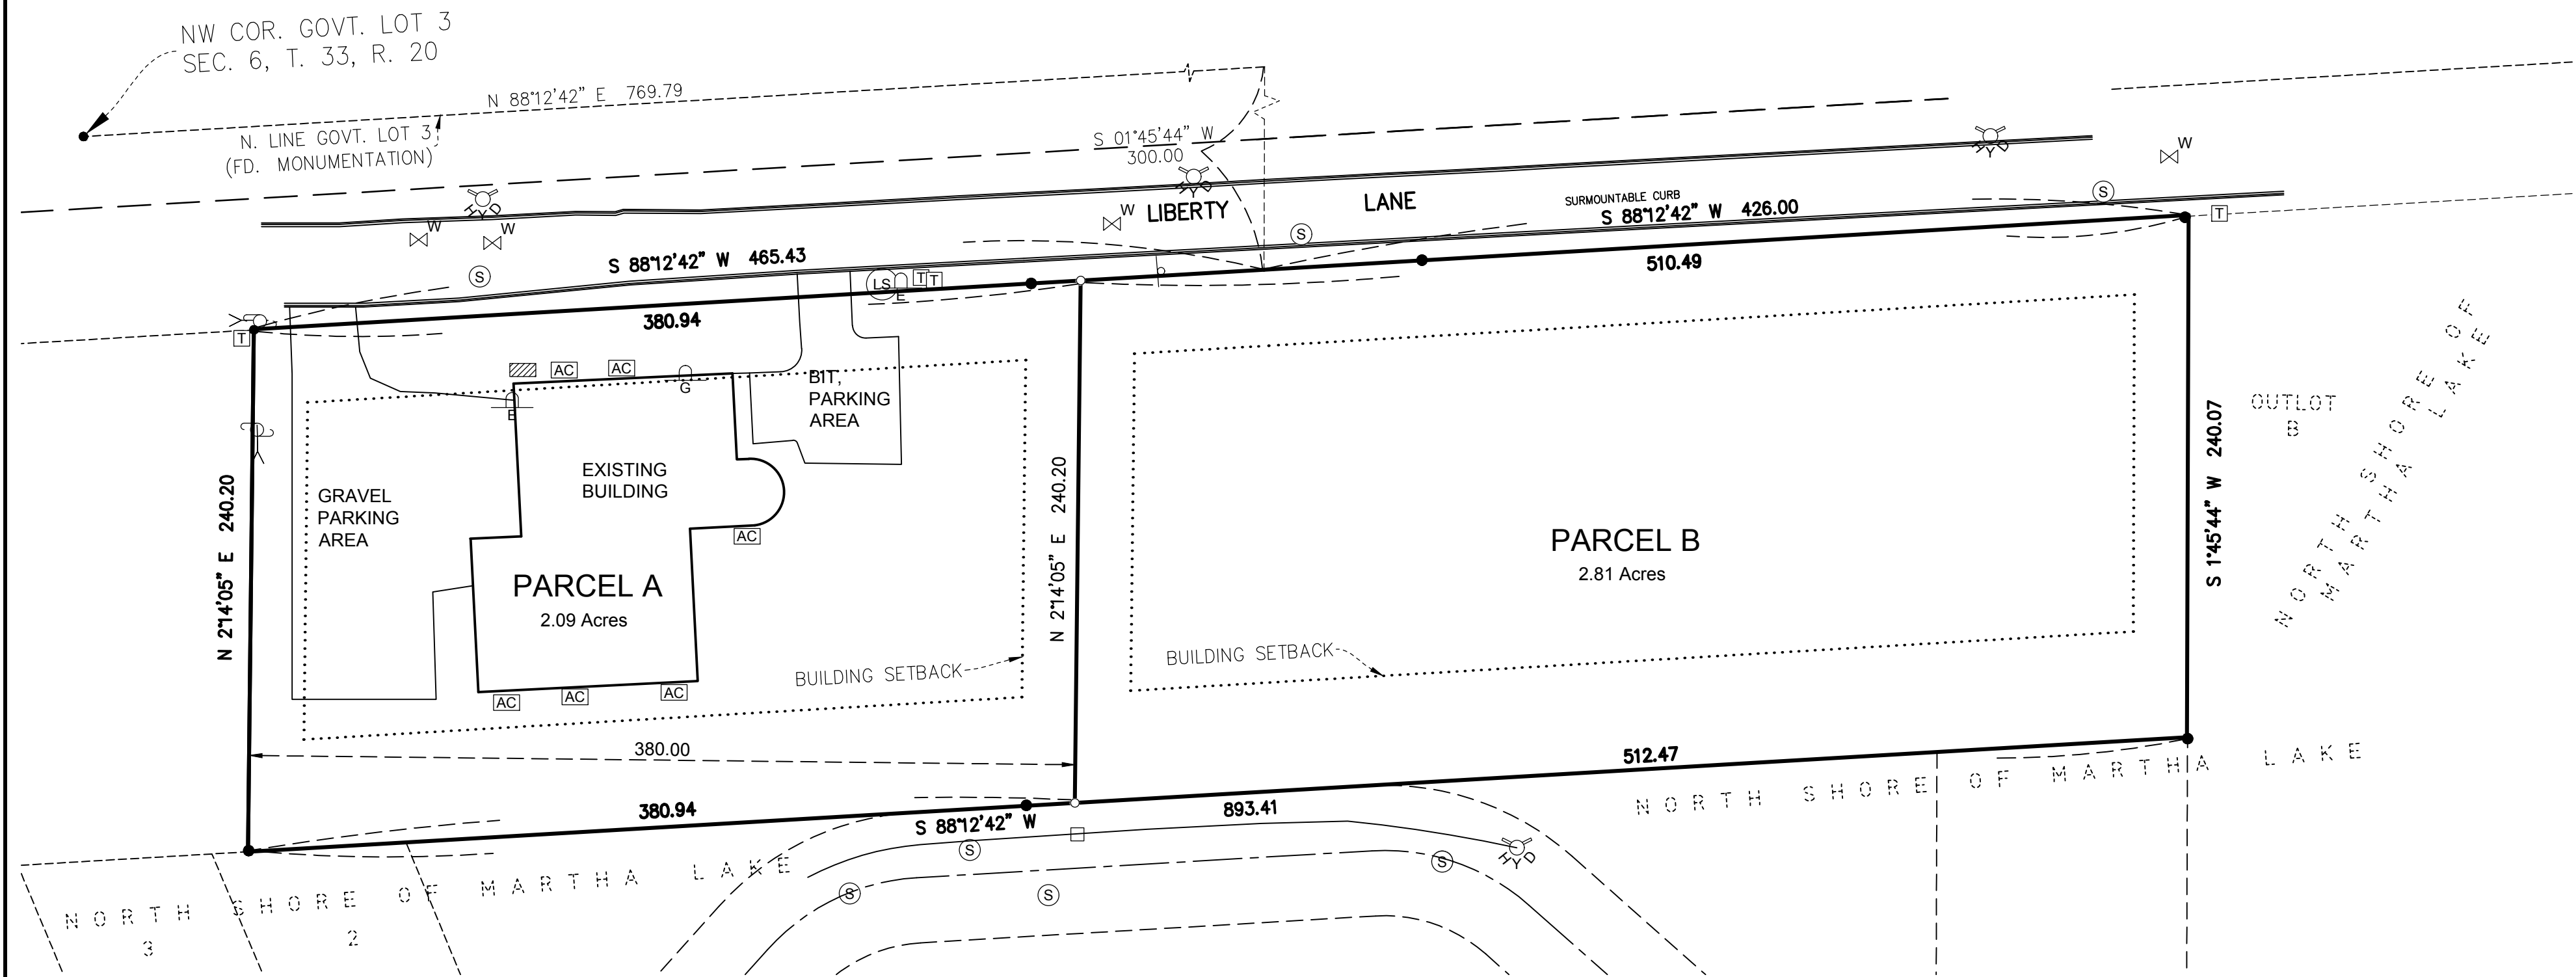 NW COR. GOVT. LOT 3
SEC. 6, T. 33, R. 20
N 88°12'42" E 769.79
N. LINE GOVT. LOT 3
(FD. MONUMENTATION)
S 01°45'44" W
300.00
HYD
HYD
HYD
W
W
W
W
S
S
S
LIBERTY LANE
SURMOUNTABLE CURB
S 88°12'42" W 426.00
S 88°12'42" W 465.43
510.49
380.94
LS
E
T
T
T
T
AC
AC
G
E
BIT,
PARKING
AREA
EXISTING
BUILDING
GRAVEL
PARKING
AREA
AC
PARCEL A
2.09 Acres
AC
AC
AC
N 2°14'05" E 240.20
N 2°14'05" E 240.20
BUILDING SETBACK
BUILDING SETBACK
PARCEL B
2.81 Acres
S 1°45'44" W 240.07
OUTLOT
B
NORTH SHORE OF
MARTHA LAKE
380.00
380.94
S 88°12'42" W
893.41
512.47
NORTH SHORE OF MARTHA LAKE
NORTH SHORE OF MARTHA LAKE
3
2
S
S
S
S
HYD